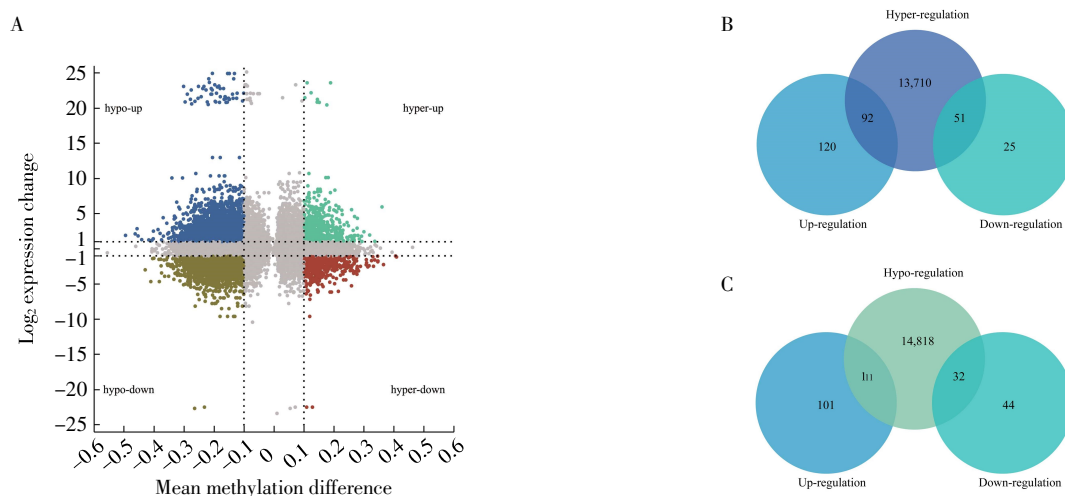 A
25
20
15
10
5
1
−1
−5
−10
−15
−20
−25
hypo-up
hyper-up
hypo-down
hyper-down
Log2 expression change
−0.6 −0.5 −0.4 −0.3 −0.2 −0.1 0 0.1 0.2 0.3 0.4 0.5 0.6
Mean methylation difference
B
Hyper-regulation
13,710
92
51
120
25
Up-regulation
Down-regulation
C
Hypo-regulation
14,818
111
32
101
44
Up-regulation
Down-regulation